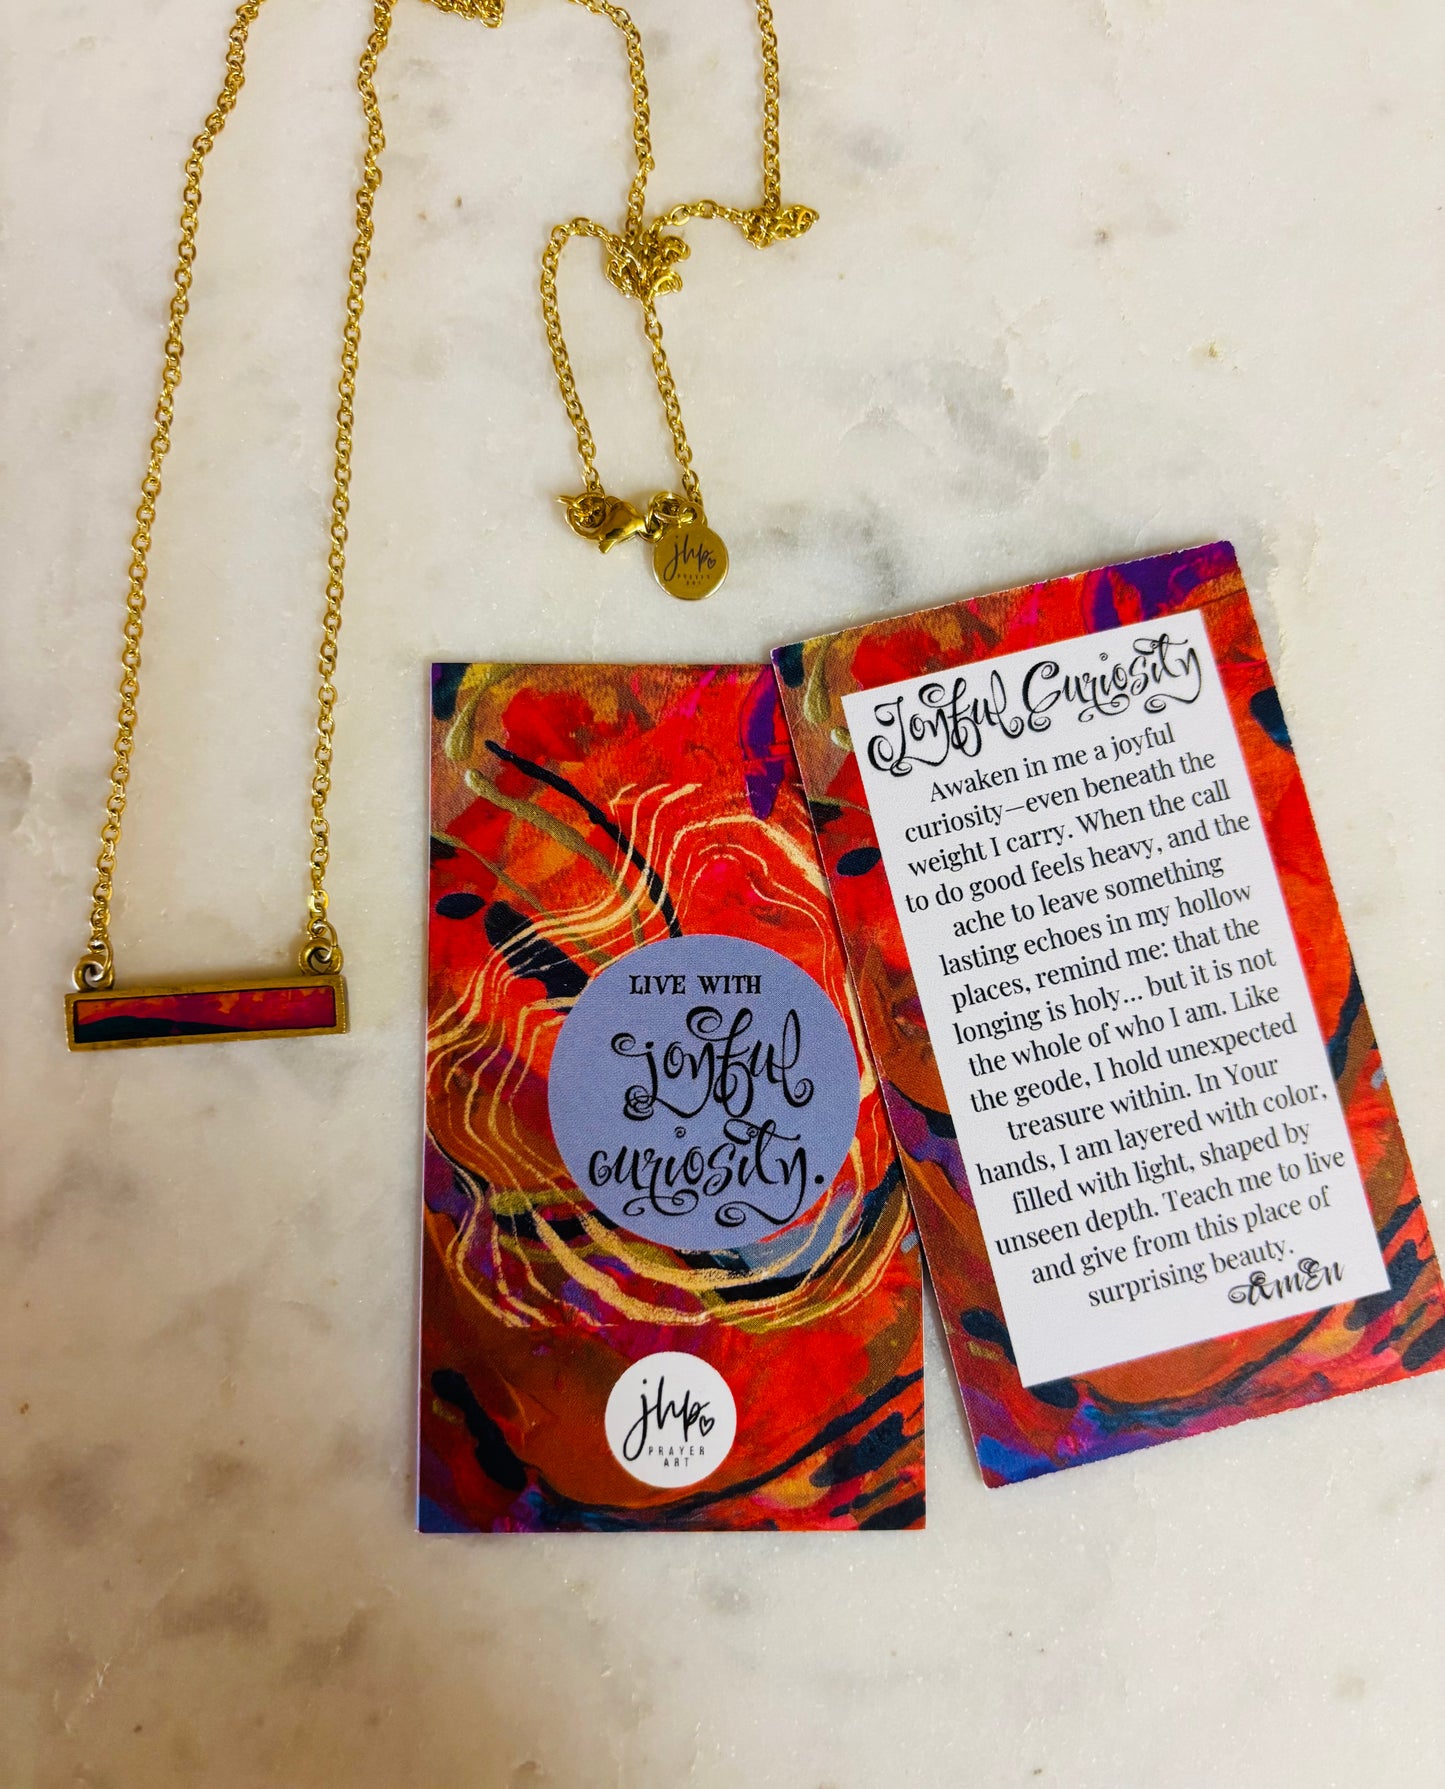 jhp
PRAYER
ART
LIVE WITH
joyful
curiosity.
jhp
PRAYER
ART
Joyful Curiosity
Awaken in me a joyful
curiosity—even beneath the
weight I carry. When the call
to do good feels heavy, and the
ache to leave something
lasting echoes in my hollow
places, remind me: that the
longing is holy... but it is not
the whole of who I am. Like
the geode, I hold unexpected
treasure within. In Your
hands, I am layered with color,
filled with light, shaped by
unseen depth. Teach me to live
and give from this place of
surprising beauty.
AMEN